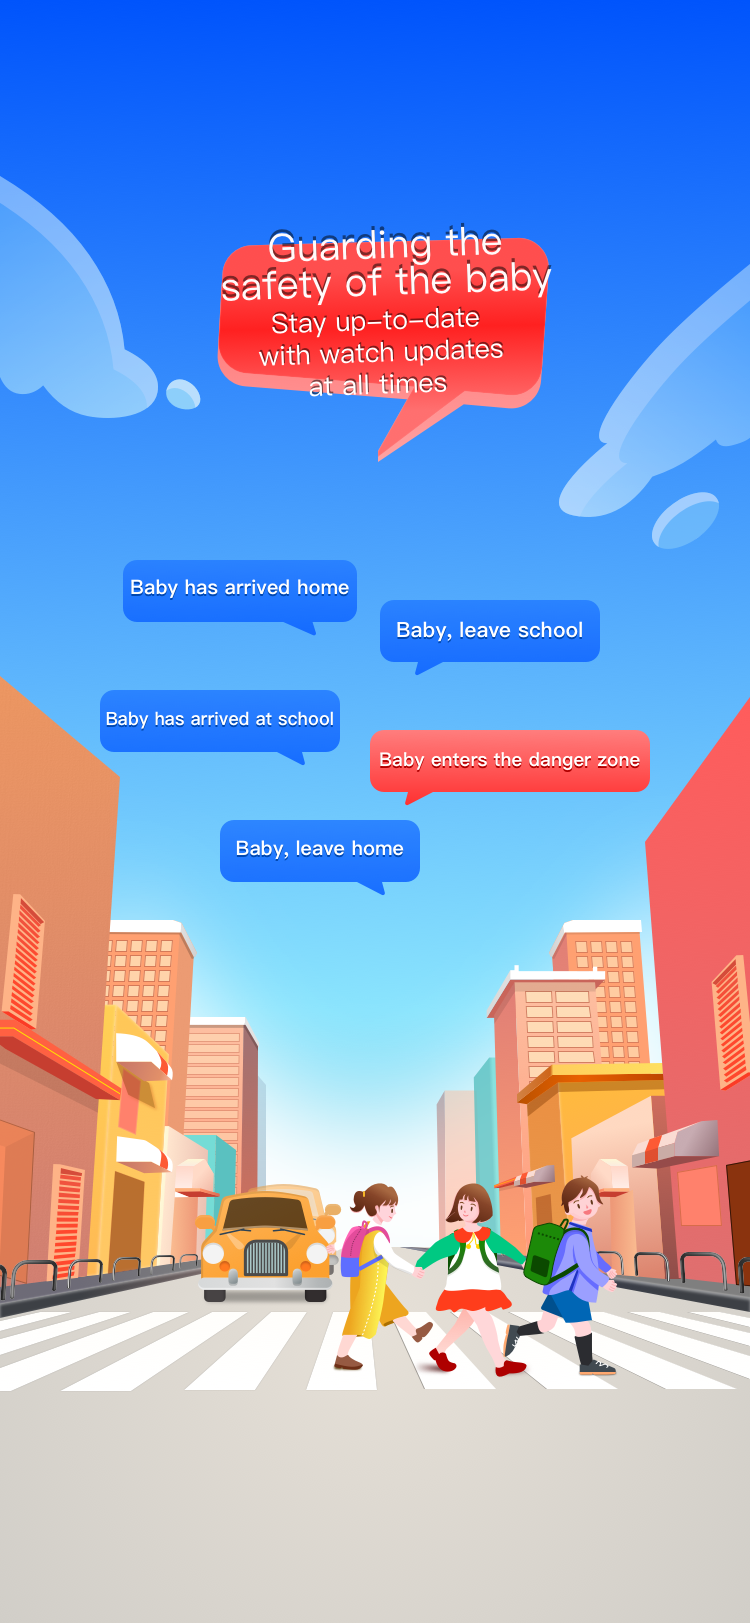 Guarding the
safety of the baby
Stay up-to-date
with watch updates
at all times
Baby has arrived home
Baby, leave school
Baby has arrived at school
Baby enters the danger zone
Baby, leave home